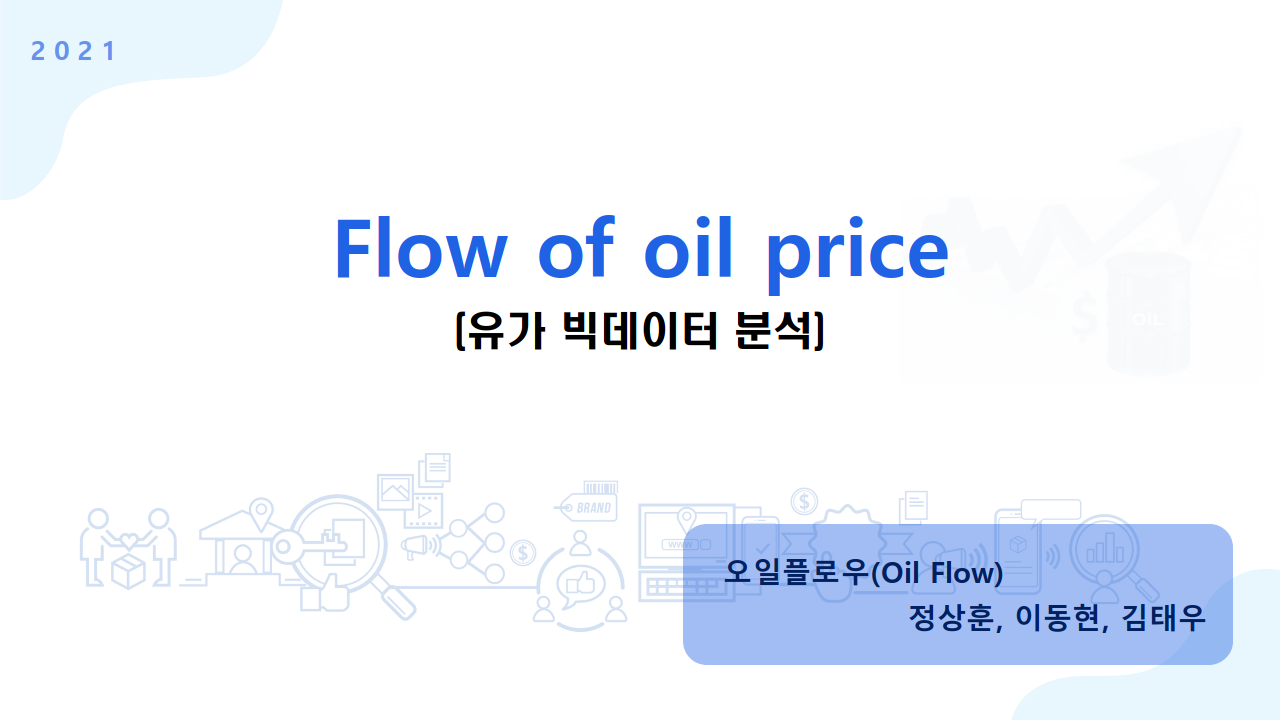 2021
Flow of oil price
[유가 빅데이터 분석]
OIL
$
BRAND
$
$
WWW
오일플로우(Oil Flow)
정상훈, 이동현, 김태우